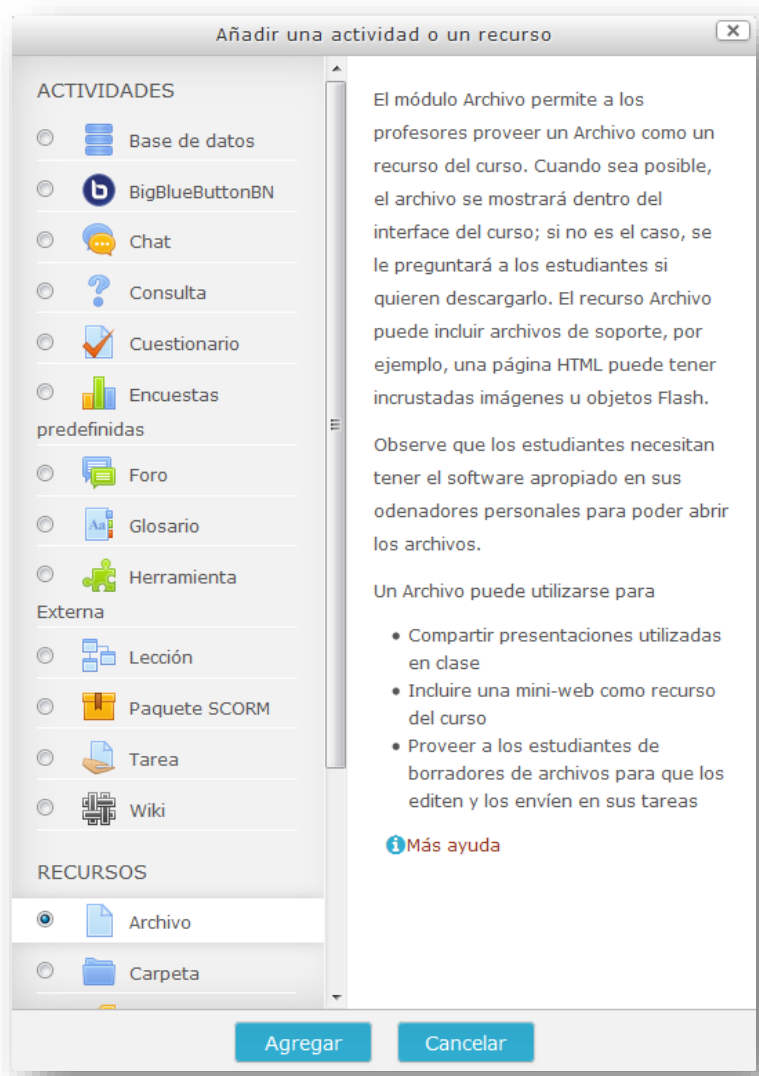 Añadir una actividad o un recurso
ACTIVIDADES
Base de datos
BigBlueButtonBN
Chat
Consulta
Cuestionario
Encuestas
predefinidas
Foro
Glosario
Herramienta
Externa
Lección
Paquete SCORM
Tarea
Wiki
RECURSOS
Archivo
Carpeta
El módulo Archivo permite a los
profesores proveer un Archivo como un
recurso del curso. Cuando sea posible,
el archivo se mostrará dentro del
interface del curso; si no es el caso, se
le preguntará a los estudiantes si
quieren descargarlo. El recurso Archivo
puede incluir archivos de soporte, por
ejemplo, una página HTML puede tener
incrustadas imágenes u objetos Flash.
Observe que los estudiantes necesitan
tener el software apropiado en sus
odenadores personales para poder abrir
los archivos.
Un Archivo puede utilizarse para
• Compartir presentaciones utilizadas
en clase
• Incluire una mini-web como recurso
del curso
• Proveer a los estudiantes de
borradores de archivos para que los
editen y los envíen en sus tareas
Más ayuda
Agregar
Cancelar